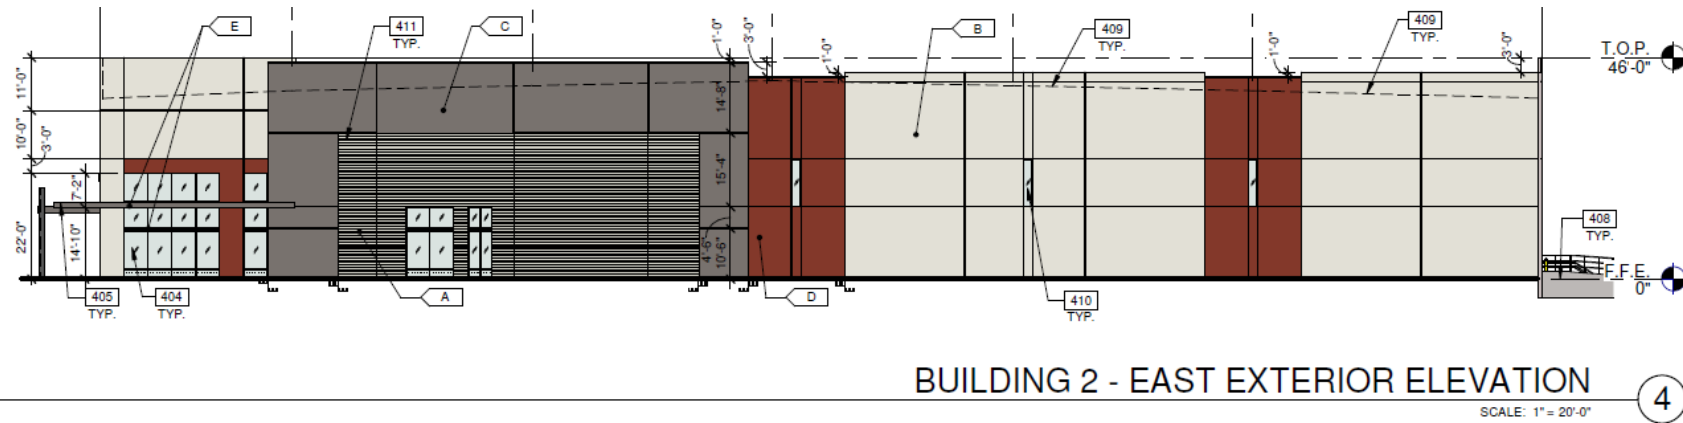 E
411
TYP.
C
1'-0"
3'-0"
1'-0"
B
409
TYP.
1'-0"
409
TYP.
3'-0"
T.O.P.
46'-0"
11'-0"
10'-0"
3'-0"
22'-0"
7'-2"
14'-10"
14'-8"
15'-4"
4'-6"
10'-6"
408
TYP.
F.F.E.
0"
405
TYP.
404
TYP.
A
D
410
TYP.
BUILDING 2 - EAST EXTERIOR ELEVATION
SCALE: 1" = 20'-0"
4